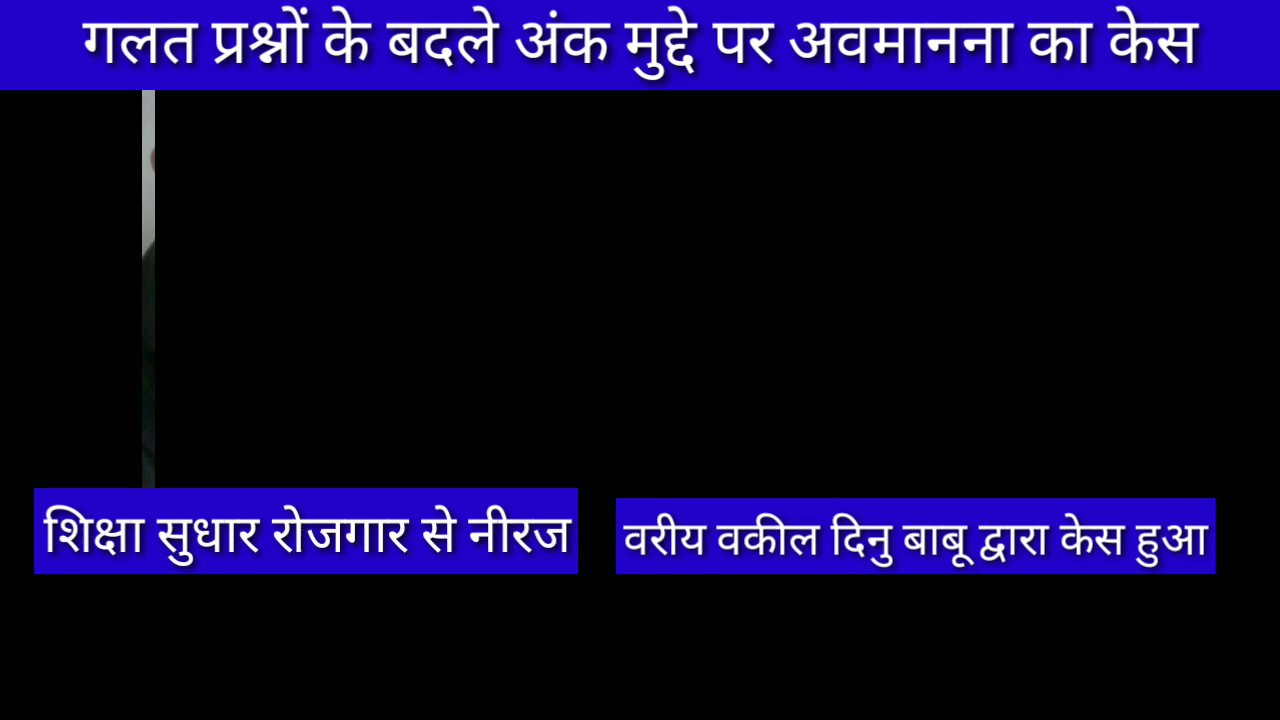 गलत प्रश्नों के बदले अंक मुद्दे पर अवमानना का केस
शिक्षा सुधार रोजगार से नीरज
वरीय वकील दिनु बाबू द्वारा केस हुआ